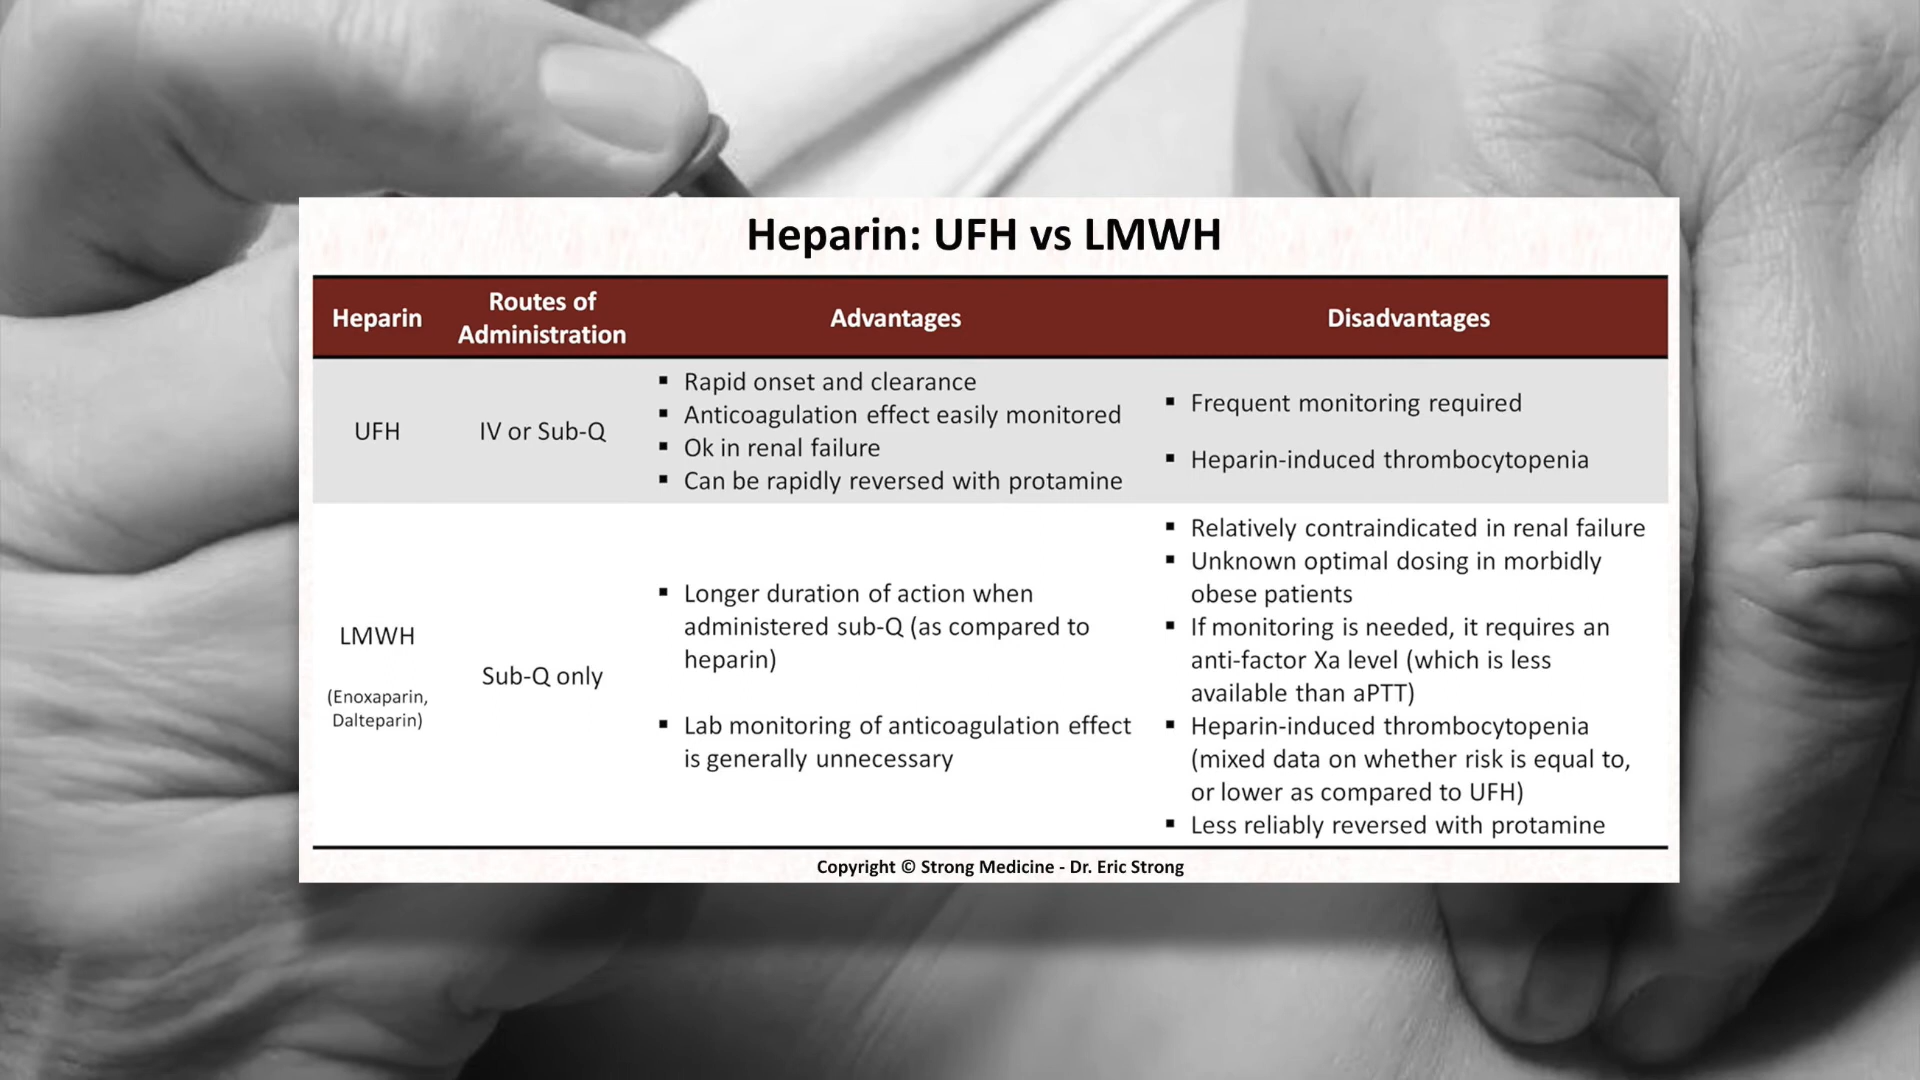 Heparin: UFH vs LMWH
Heparin
Routes of
Administration
Advantages
Disadvantages
UFH
IV or Sub-Q
▪ Rapid onset and clearance
▪ Anticoagulation effect easily monitored
▪ Ok in renal failure
▪ Can be rapidly reversed with protamine
▪ Frequent monitoring required
▪ Heparin-induced thrombocytopenia
LMWH
(Enoxaparin,
Dalteparin)
Sub-Q only
▪ Longer duration of action when
administered sub-Q (as compared to
heparin)
▪ Lab monitoring of anticoagulation effect
is generally unnecessary
▪ Relatively contraindicated in renal failure
▪ Unknown optimal dosing in morbidly
obese patients
▪ If monitoring is needed, it requires an
anti-factor Xa level (which is less
available than aPTT)
▪ Heparin-induced thrombocytopenia
(mixed data on whether risk is equal to,
or lower as compared to UFH)
▪ Less reliably reversed with protamine
Copyright © Strong Medicine - Dr. Eric Strong